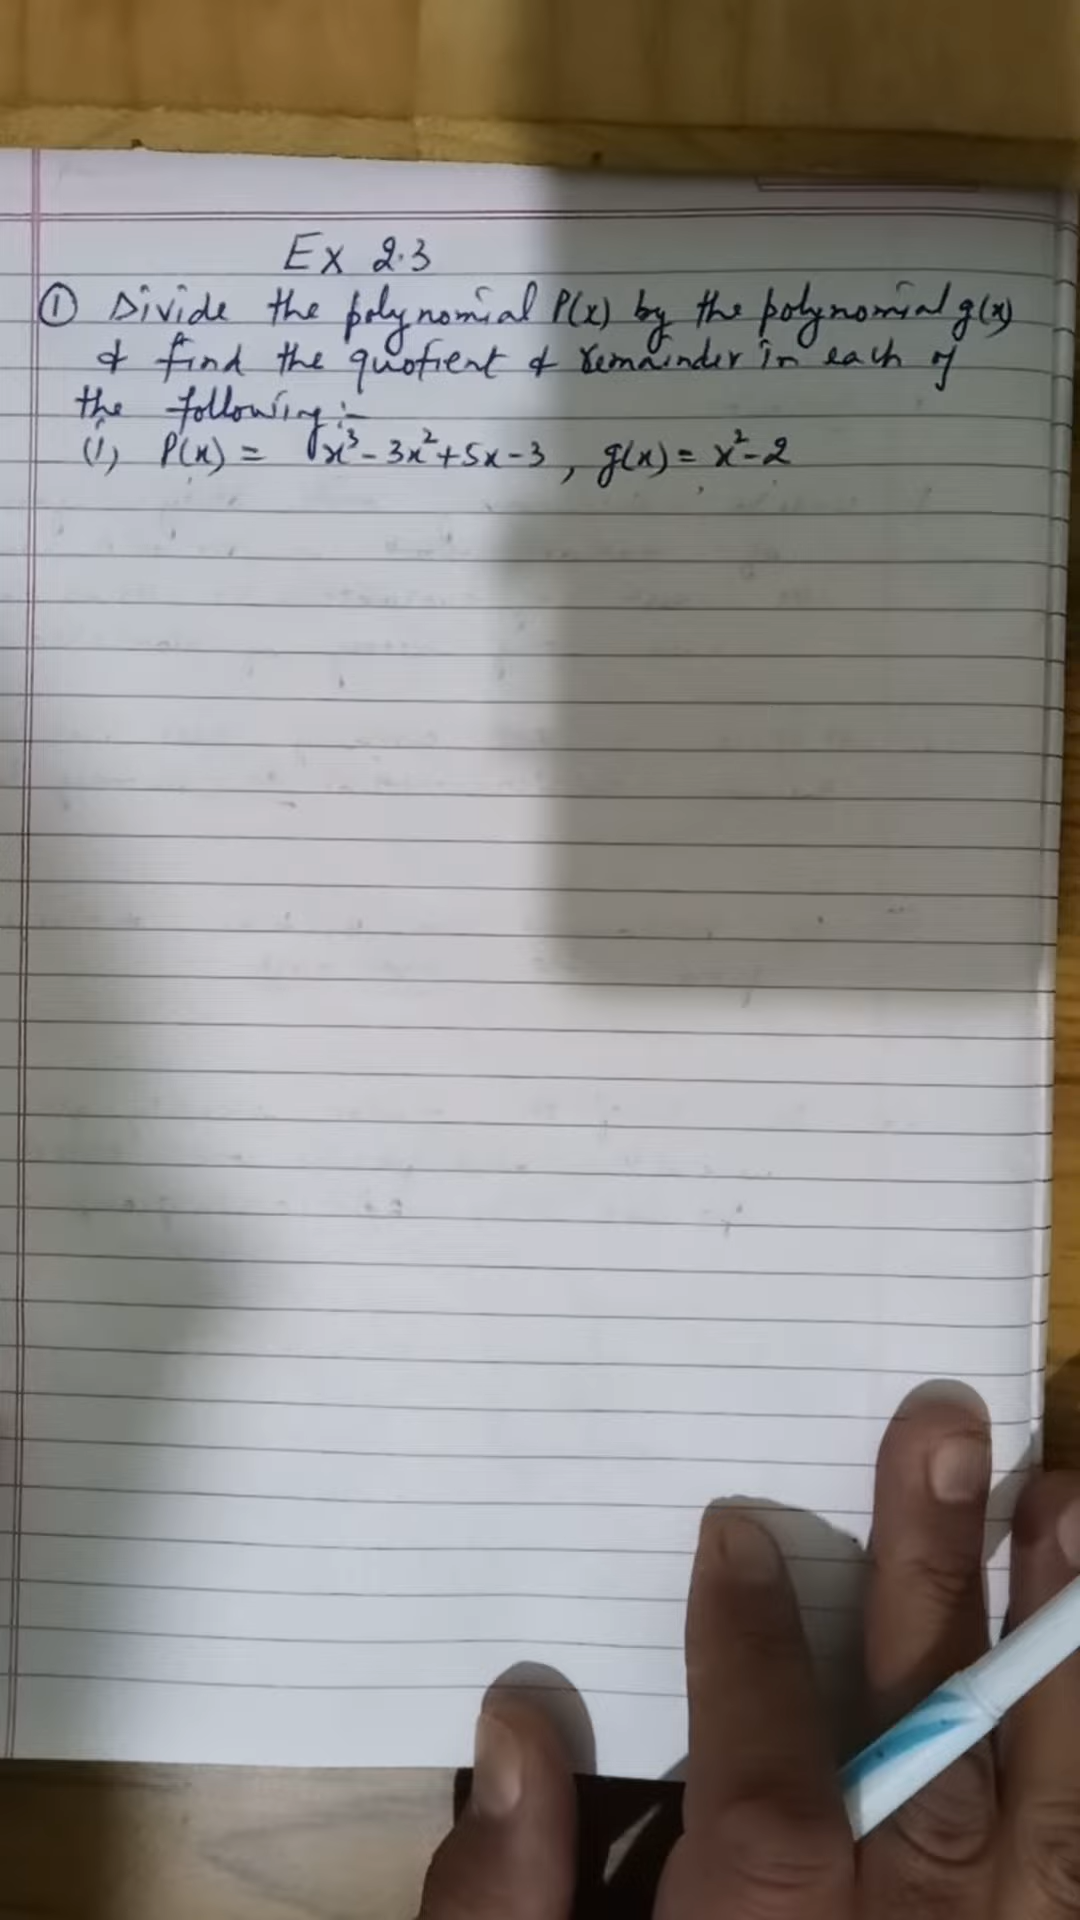 Ex 2.3
① Divide the polynomial P(x) by the polynomial g(x)
& find the quotient & remainder in each of
the following :-
(i) P(x) = x³ - 3x² + 5x - 3 , g(x) = x² - 2